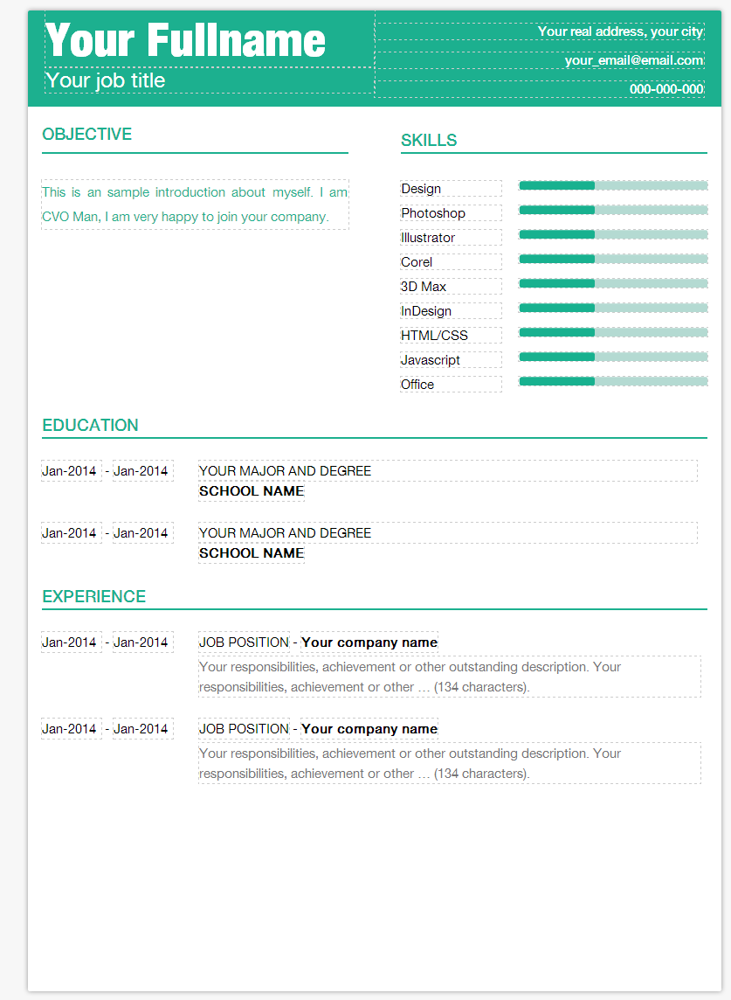 Your Fullname
Your job title
Your real address, your city
your_email@email.com
000-000-000
OBJECTIVE
This is an sample introduction about myself. I am
CVO Man, I am very happy to join your company.
SKILLS
Design
Photoshop
Illustrator
Corel
3D Max
InDesign
HTML/CSS
Javascript
Office
EDUCATION
Jan-2014 - Jan-2014 YOUR MAJOR AND DEGREE
SCHOOL NAME
Jan-2014 - Jan-2014 YOUR MAJOR AND DEGREE
SCHOOL NAME
EXPERIENCE
Jan-2014 - Jan-2014 JOB POSITION - Your company name
Your responsibilities, achievement or other outstanding description. Your
responsibilities, achievement or other ... (134 characters).
Jan-2014 - Jan-2014 JOB POSITION - Your company name
Your responsibilities, achievement or other outstanding description. Your
responsibilities, achievement or other ... (134 characters).